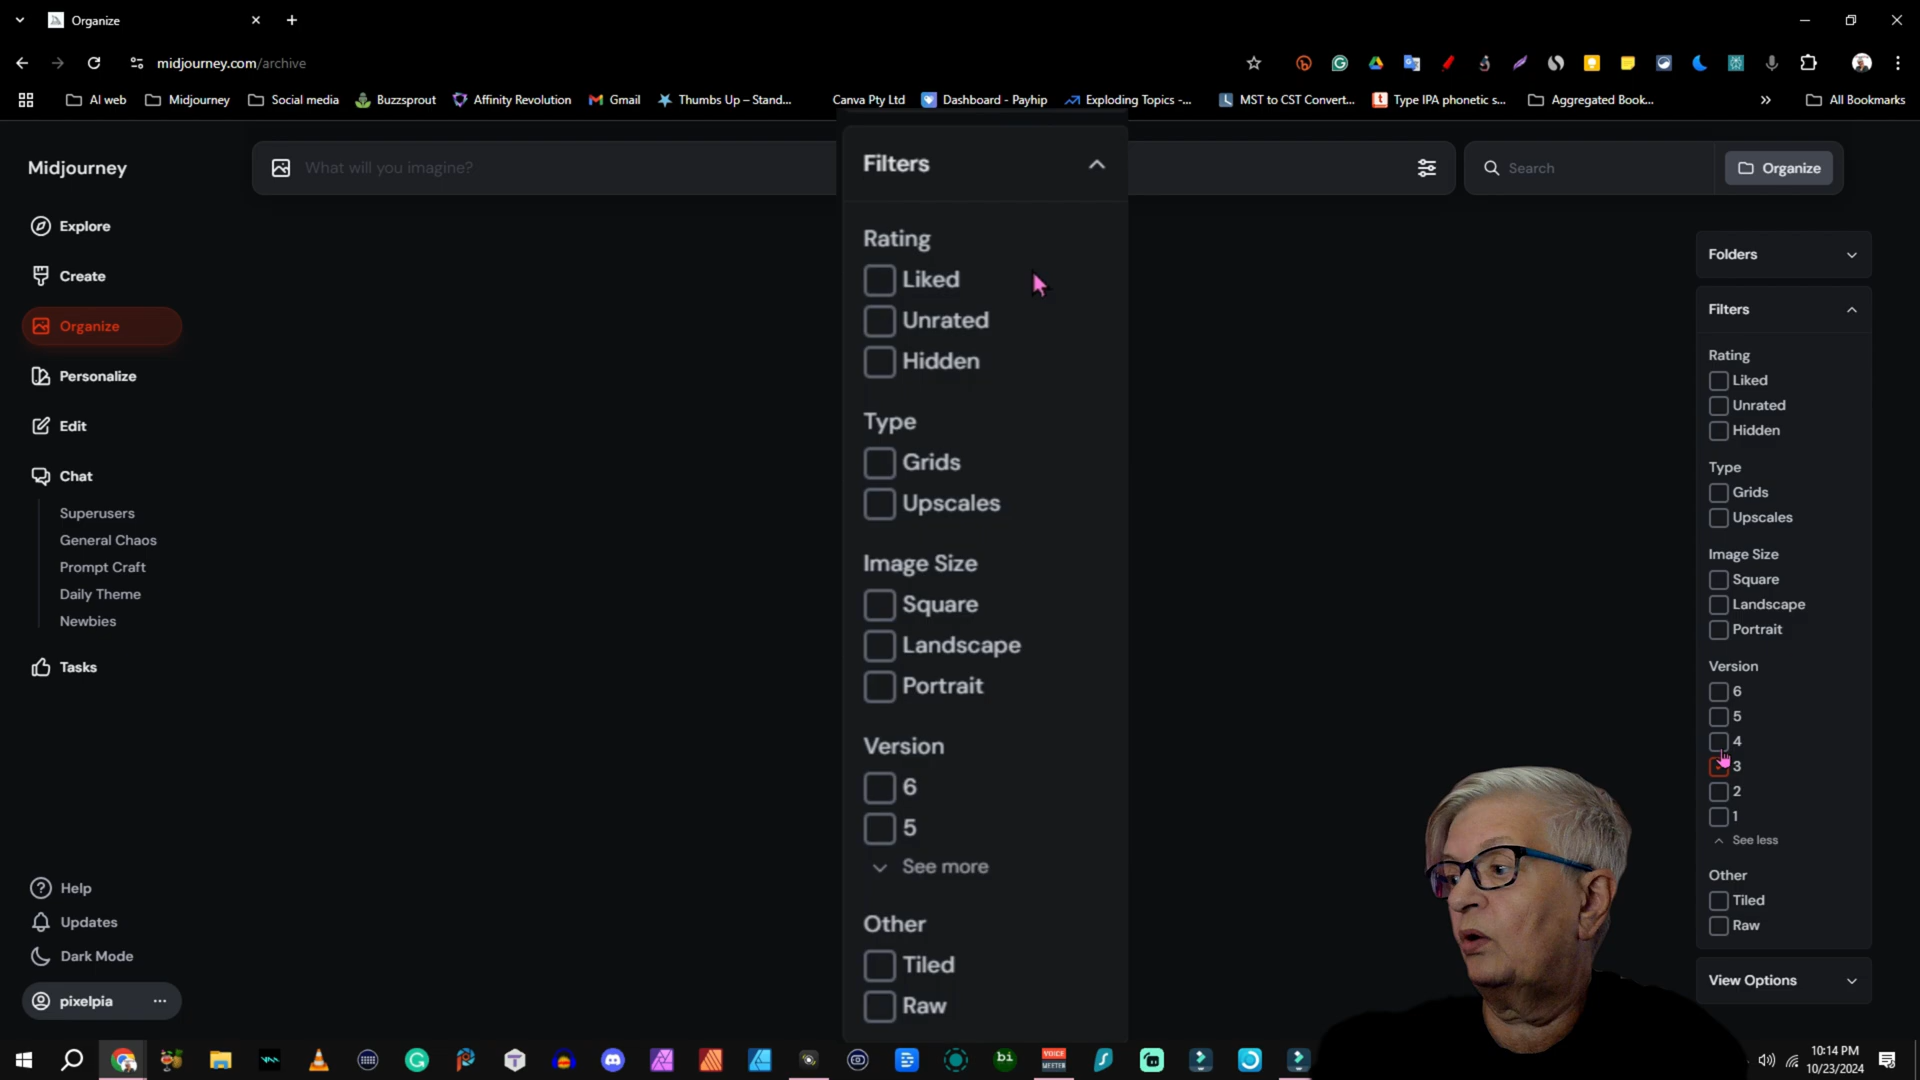 Organize
midjourney.com/archive
AI web
Midjourney
Social media
Buzzsprout
Affinity Revolution
Gmail
Thumbs Up – Stand...
Canva Pty Ltd
Dashboard - Payhip
Exploding Topics -...
MST to CST Convert...
Type IPA phonetic s...
Aggregated Book...
All Bookmarks
Midjourney
What will you imagine?
Search
Organize
Explore
Create
Organize
Personalize
Edit
Chat
Superusers
General Chaos
Prompt Craft
Daily Theme
Newbies
Tasks
Help
Updates
Dark Mode
pixelpia
Filters
Rating
Liked
Unrated
Hidden
Type
Grids
Upscales
Image Size
Square
Landscape
Portrait
Version
6
5
See more
Other
Tiled
Raw
Folders
Filters
Rating
Liked
Unrated
Hidden
Type
Grids
Upscales
Image Size
Square
Landscape
Portrait
Version
6
5
4
3
2
1
See less
Other
Tiled
Raw
View Options
bi
VOICE
MEETER
10:14 PM
10/23/2024